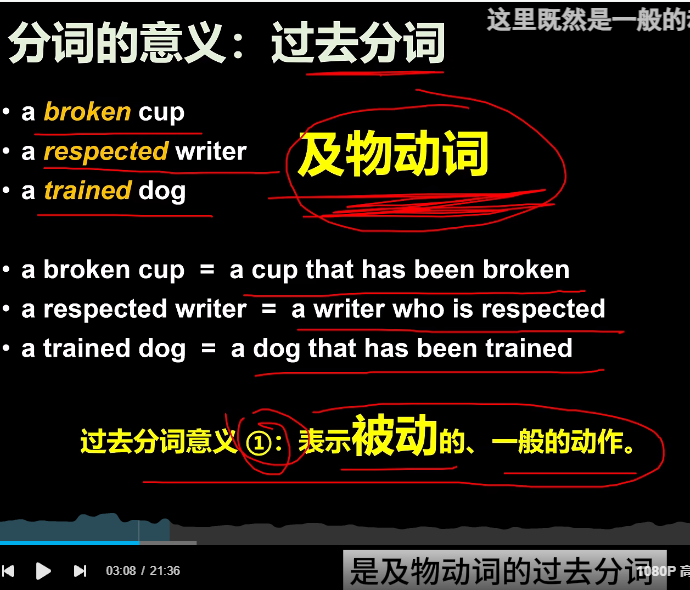 这里既然是一般的
分词的意义：过去分词
• a broken cup
• a respected writer
• a trained dog
及物动词
• a broken cup = a cup that has been broken
• a respected writer = a writer who is respected
• a trained dog = a dog that has been trained
过去分词意义 ①：表示被动的、一般的动作。
03:08 / 21:36
是及物动词的过去分词
1080P 高